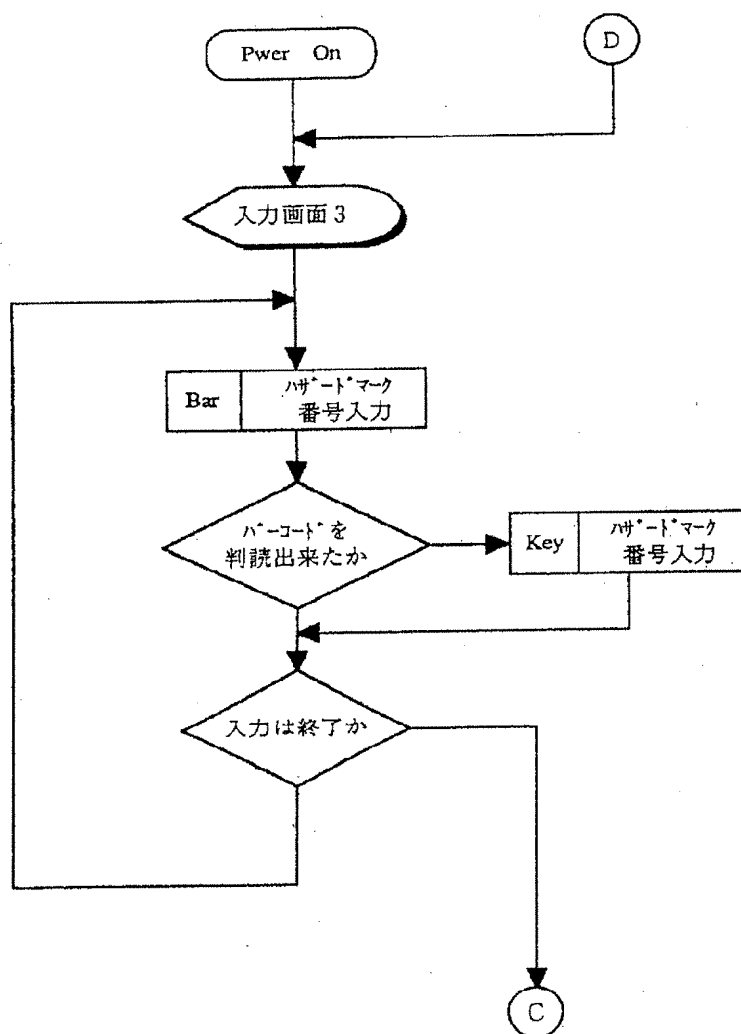 Pwer On
D
入力画面3
Bar
ﾊｻﾞｰﾄﾞﾏｰｸ
番号入力
ﾊﾞｰｺｰﾄﾞを
判読出来たか
Key
ﾊｻﾞｰﾄﾞﾏｰｸ
番号入力
入力は終了か
C